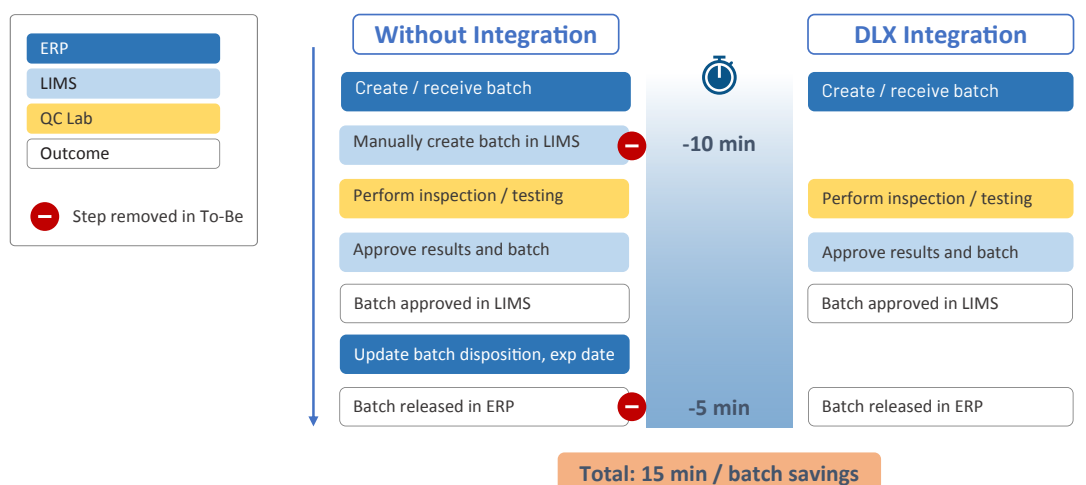 ERP
LIMS
QC Lab
Outcome
Step removed in To-Be
Without Integration
Create / receive batch
Manually create batch in LIMS
Perform inspection / testing
Approve results and batch
Batch approved in LIMS
Update batch disposition, exp date
Batch released in ERP
-10 min
-5 min
DLX Integration
Create / receive batch
Perform inspection / testing
Approve results and batch
Batch approved in LIMS
Batch released in ERP
Total: 15 min / batch savings